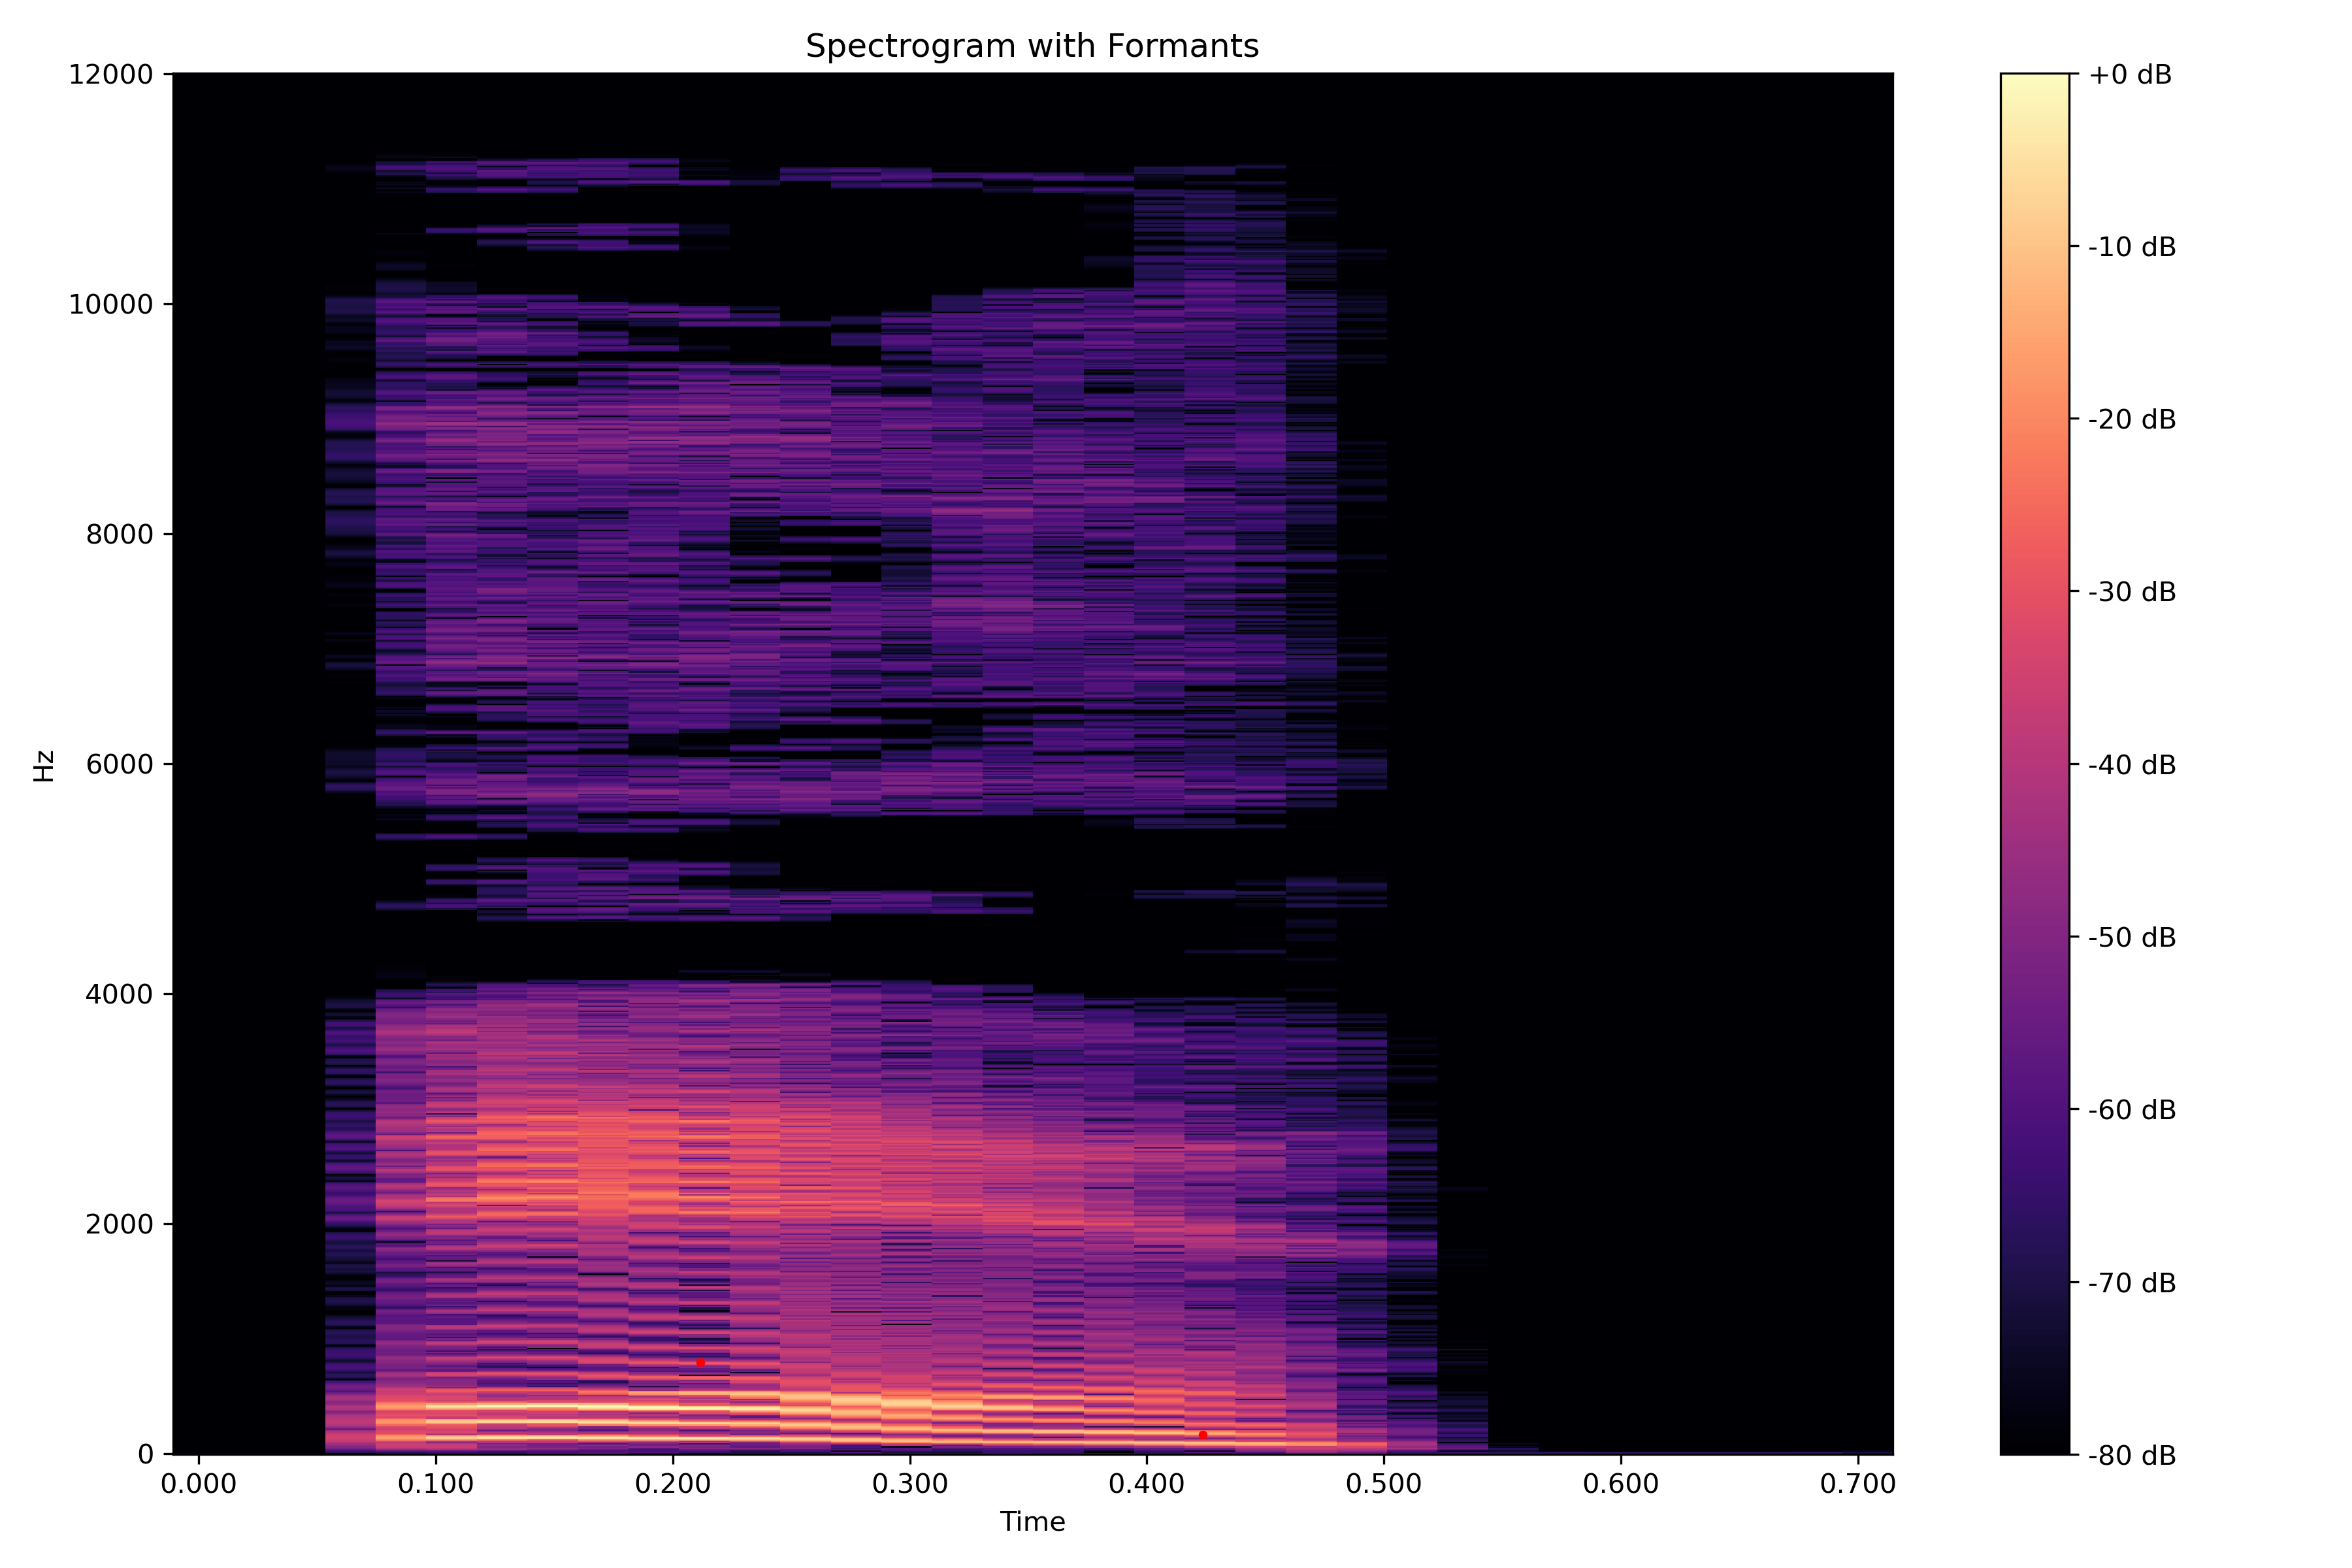 Spectrogram with Formants
12000
10000
8000
6000
4000
2000
0
Hz
0.000 0.100 0.200 0.300 0.400 0.500 0.600 0.700
Time
+0 dB
-10 dB
-20 dB
-30 dB
-40 dB
-50 dB
-60 dB
-70 dB
-80 dB